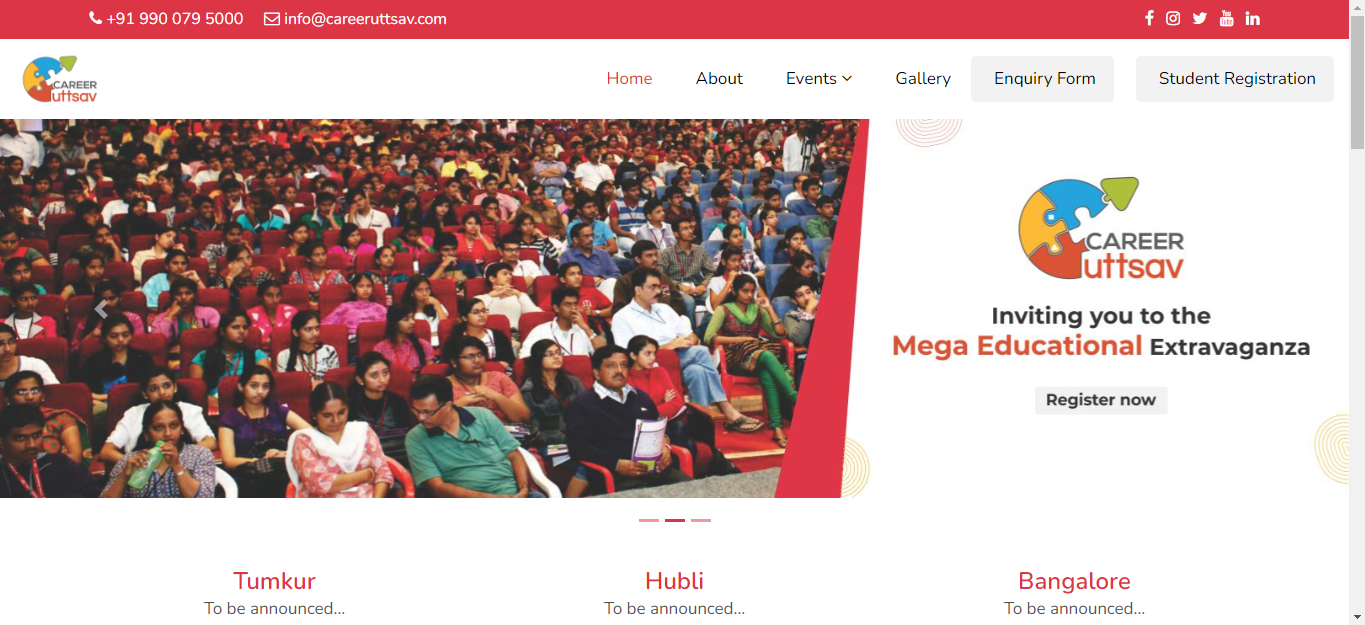 +91 990 079 5000 info@careeruttsav.com
CAREER
uttsav
Home About Events Gallery Enquiry Form Student Registration
CAREER
uttsav
Inviting you to the
Mega Educational Extravaganza
Register now
Tumkur Hubli Bangalore
To be announced... To be announced... To be announced...